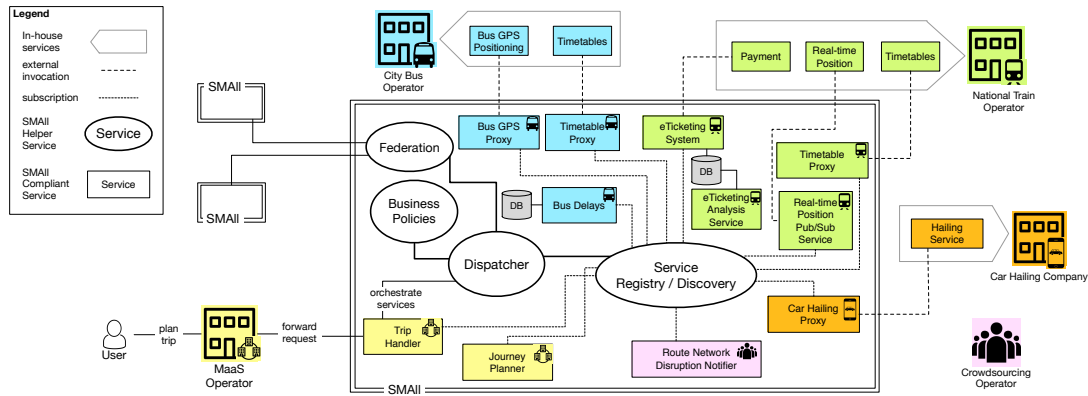 Legend
In-house
services
external
invocation
subscription
SMAll
Helper
Service
Service
SMAll
Compliant
Service
Service
City Bus
Operator
Bus GPS
Positioning
Timetables
Payment
Real-time
Position
Timetables
National Train
Operator
SMAll
SMAll
Federation
Business
Policies
Dispatcher
Bus GPS
Proxy
Timetable
Proxy
DB
Bus Delays
eTicketing
System
DB
eTicketing
Analysis
Service
Timetable
Proxy
Real-time
Position
Pub/Sub
Service
Service
Registry / Discovery
Hailing
Service
Car Hailing Company
Car Hailing
Proxy
orchestrate
services
Trip
Handler
Journey
Planner
Route Network
Disruption Notifier
Crowdsourcing
Operator
User
plan
trip
MaaS
Operator
forward
request
SMAll